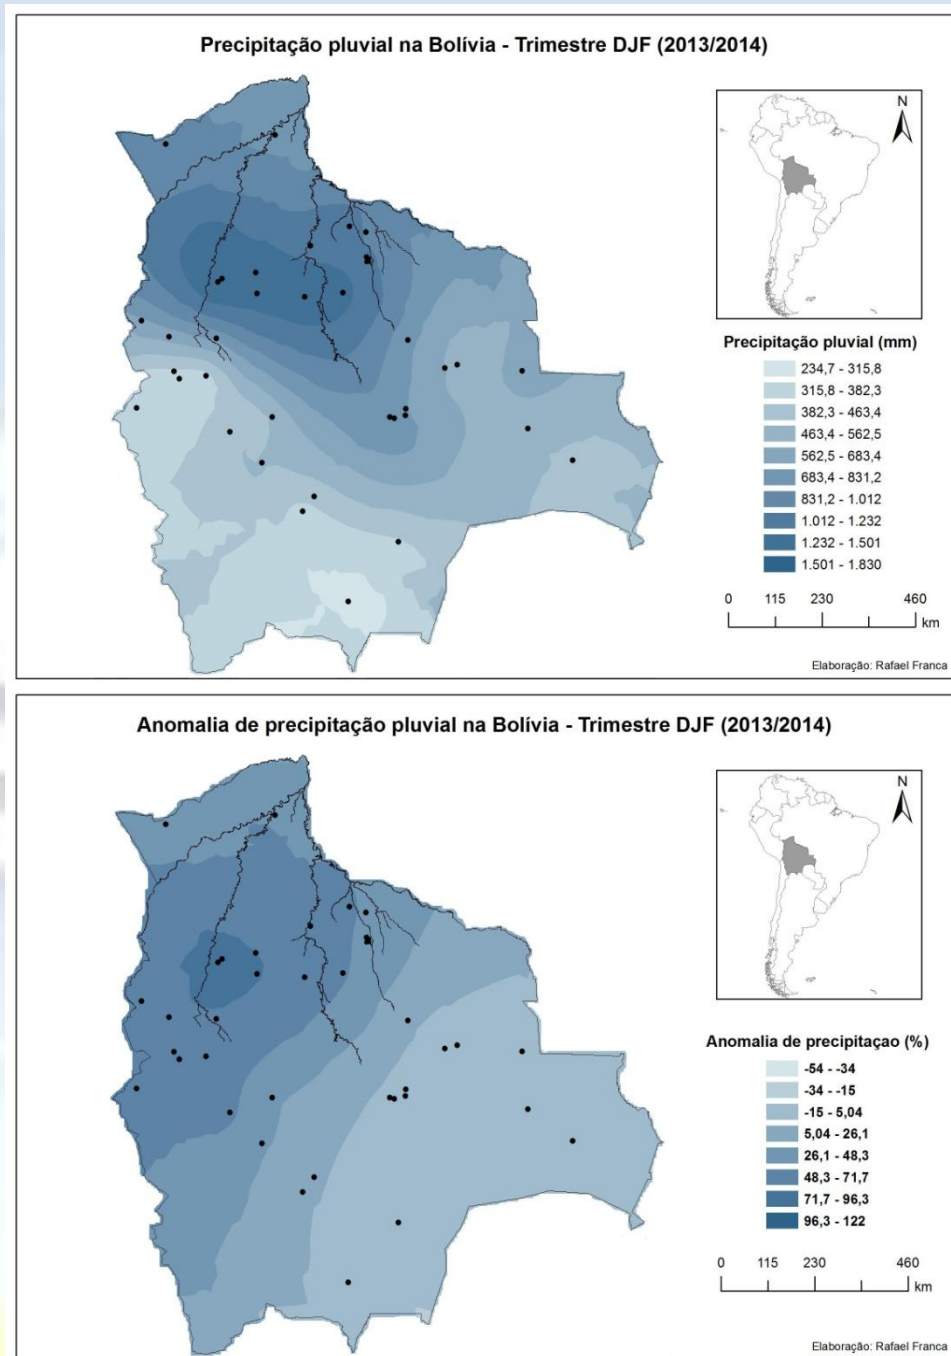 Precipitação pluvial na Bolívia - Trimestre DJF (2013/2014)
N
Precipitação pluvial (mm)
234,7 - 315,8
315,8 - 382,3
382,3 - 463,4
463,4 - 562,5
562,5 - 683,4
683,4 - 831,2
831,2 - 1.012
1.012 - 1.232
1.232 - 1.501
1.501 - 1.830
0 115 230 460
km
Elaboração: Rafael Franca
Anomalia de precipitação pluvial na Bolívia - Trimestre DJF (2013/2014)
N
Anomalia de precipitaçao (%)
-54 - -34
-34 - -15
-15 - 5,04
5,04 - 26,1
26,1 - 48,3
48,3 - 71,7
71,7 - 96,3
96,3 - 122
0 115 230 460
km
Elaboração: Rafael Franca